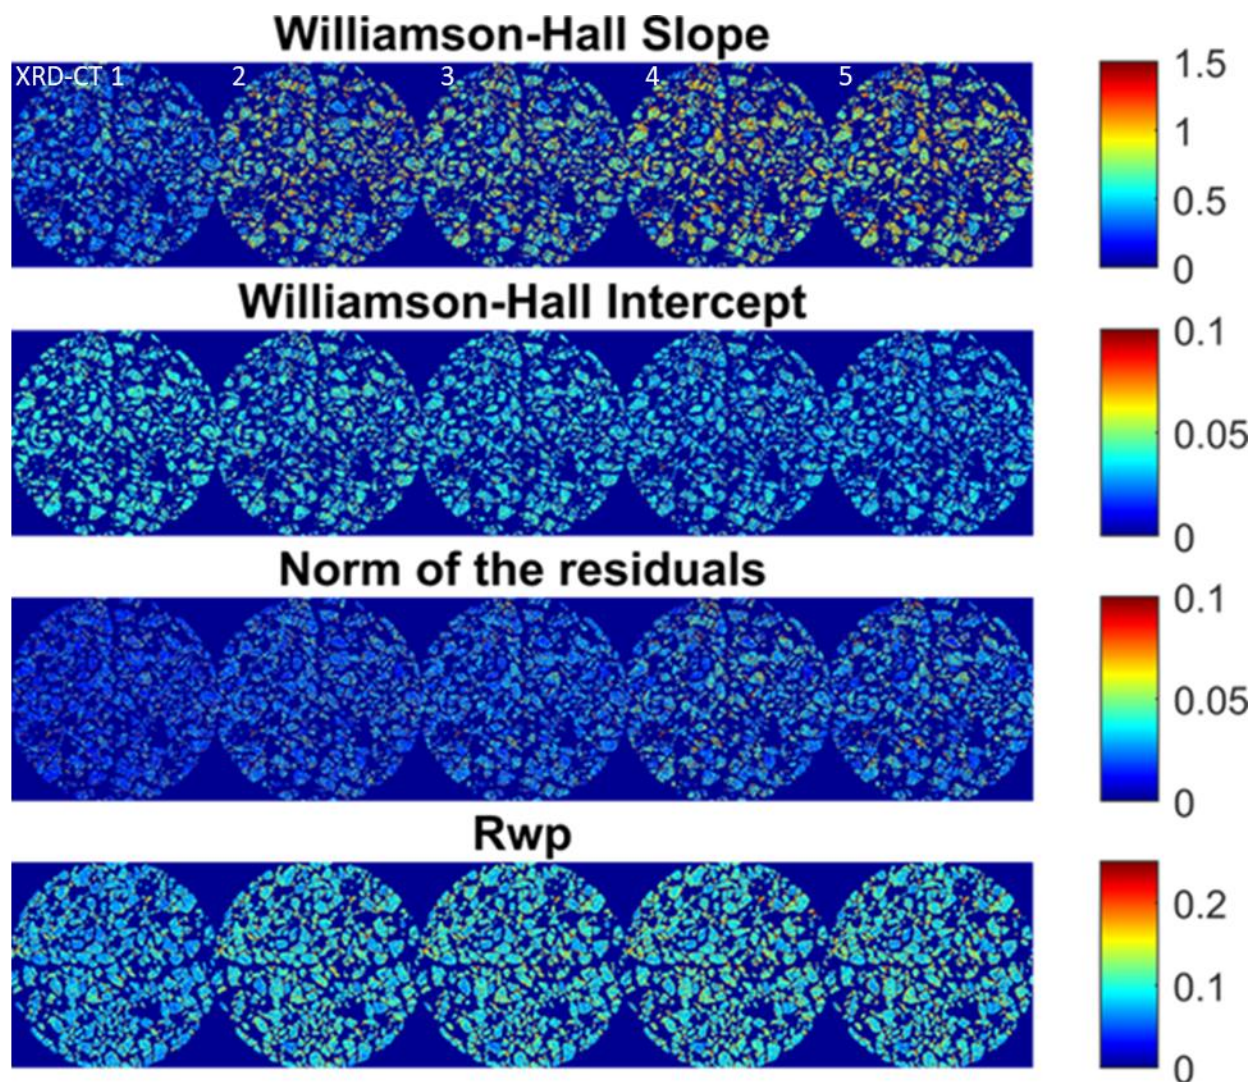 Williamson-Hall Slope
XRD-CT 1 2 3 4 5
1.5
1
0.5
0
Williamson-Hall Intercept
0.1
0.05
0
Norm of the residuals
0.1
0.05
0
Rwp
0.2
0.1
0